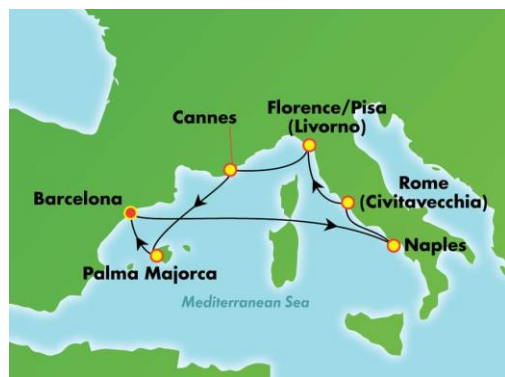 Cannes
Florence/Pisa
(Livorno)
Barcelona
Rome
(Civitavecchia)
Naples
Palma Majorca
Mediterranean Sea